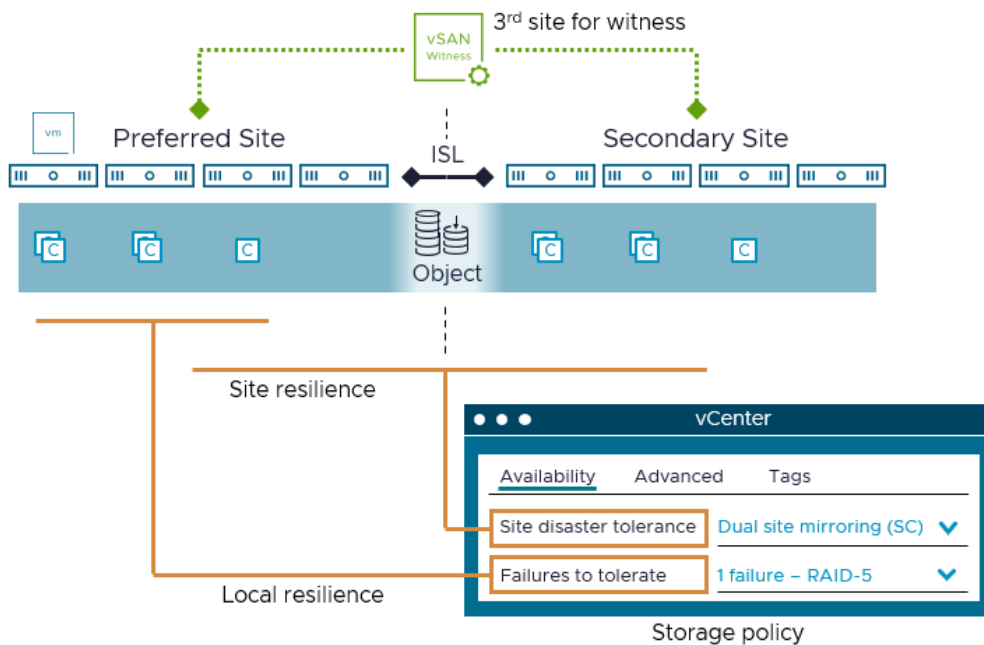 3rd site for witness
vSAN
Witness
vm
Preferred Site
ISL
Secondary Site
C C C
Object
C C C
Site resilience
vCenter
Availability Advanced Tags
Site disaster tolerance Dual site mirroring (SC)
Failures to tolerate 1 failure – RAID-5
Local resilience
Storage policy